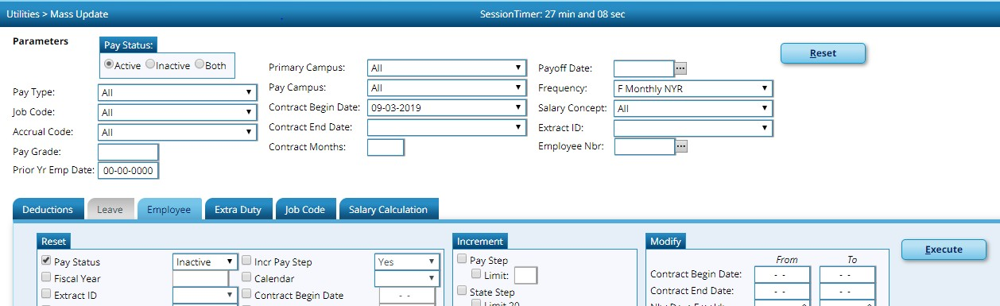 Utilities > Mass Update SessionTimer: 27 min and 08 sec
Parameters
Pay Status:
Active Inactive Both
Pay Type: All
Job Code: All
Accrual Code: All
Pay Grade:
Prior Yr Emp Date: 00-00-0000
Primary Campus: All
Pay Campus: All
Contract Begin Date: 09-03-2019
Contract End Date:
Contract Months:
Payoff Date: ...
Frequency: F Monthly NYR
Salary Concept: All
Extract ID:
Employee Nbr: ...
Reset
Deductions Leave Employee Extra Duty Job Code Salary Calculation
Reset
Pay Status Inactive Incr Pay Step Yes
Fiscal Year Calendar
Extract ID Contract Begin Date - -
Increment
Pay Step
Limit:
State Step
Limit 20
Modify
From To
Contract Begin Date: - - - -
Contract End Date: - - - -
Execute